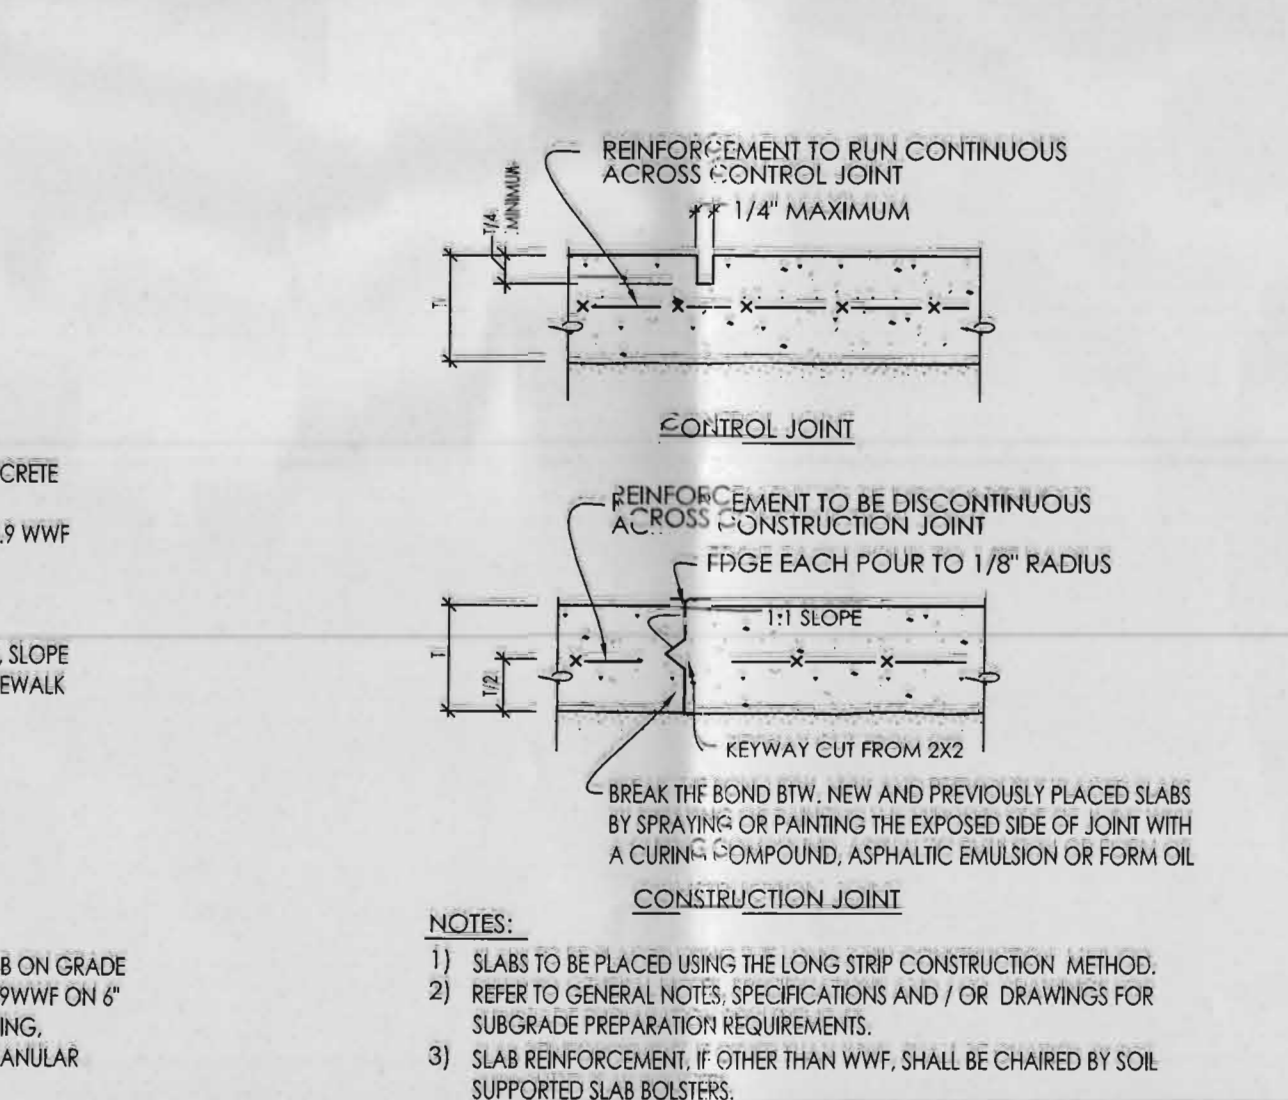 REINFORCEMENT TO RUN CONTINUOUS
ACROSS CONTROL JOINT
1/4" MAXIMUM
T/4
MINIMUM
T
CONTROL JOINT
CRETE
.9 WWF
, SLOPE
EWALK
REINFORCEMENT TO BE DISCONTINUOUS
ACROSS CONSTRUCTION JOINT
EDGE EACH POUR TO 1/8" RADIUS
1:1 SLOPE
T
T/2
KEYWAY CUT FROM 2X2
BREAK THE BOND BTW. NEW AND PREVIOUSLY PLACED SLABS
BY SPRAYING OR PAINTING THE EXPOSED SIDE OF JOINT WITH
A CURING COMPOUND, ASPHALTIC EMULSION OR FORM OIL
CONSTRUCTION JOINT
B ON GRADE
9WWF ON 6"
ING,
ANULAR
NOTES:
1) SLABS TO BE PLACED USING THE LONG STRIP CONSTRUCTION METHOD.
2) REFER TO GENERAL NOTES, SPECIFICATIONS AND / OR DRAWINGS FOR
SUBGRADE PREPARATION REQUIREMENTS.
3) SLAB REINFORCEMENT, IF OTHER THAN WWF, SHALL BE CHAIRED BY SOIL
SUPPORTED SLAB BOLSTERS.